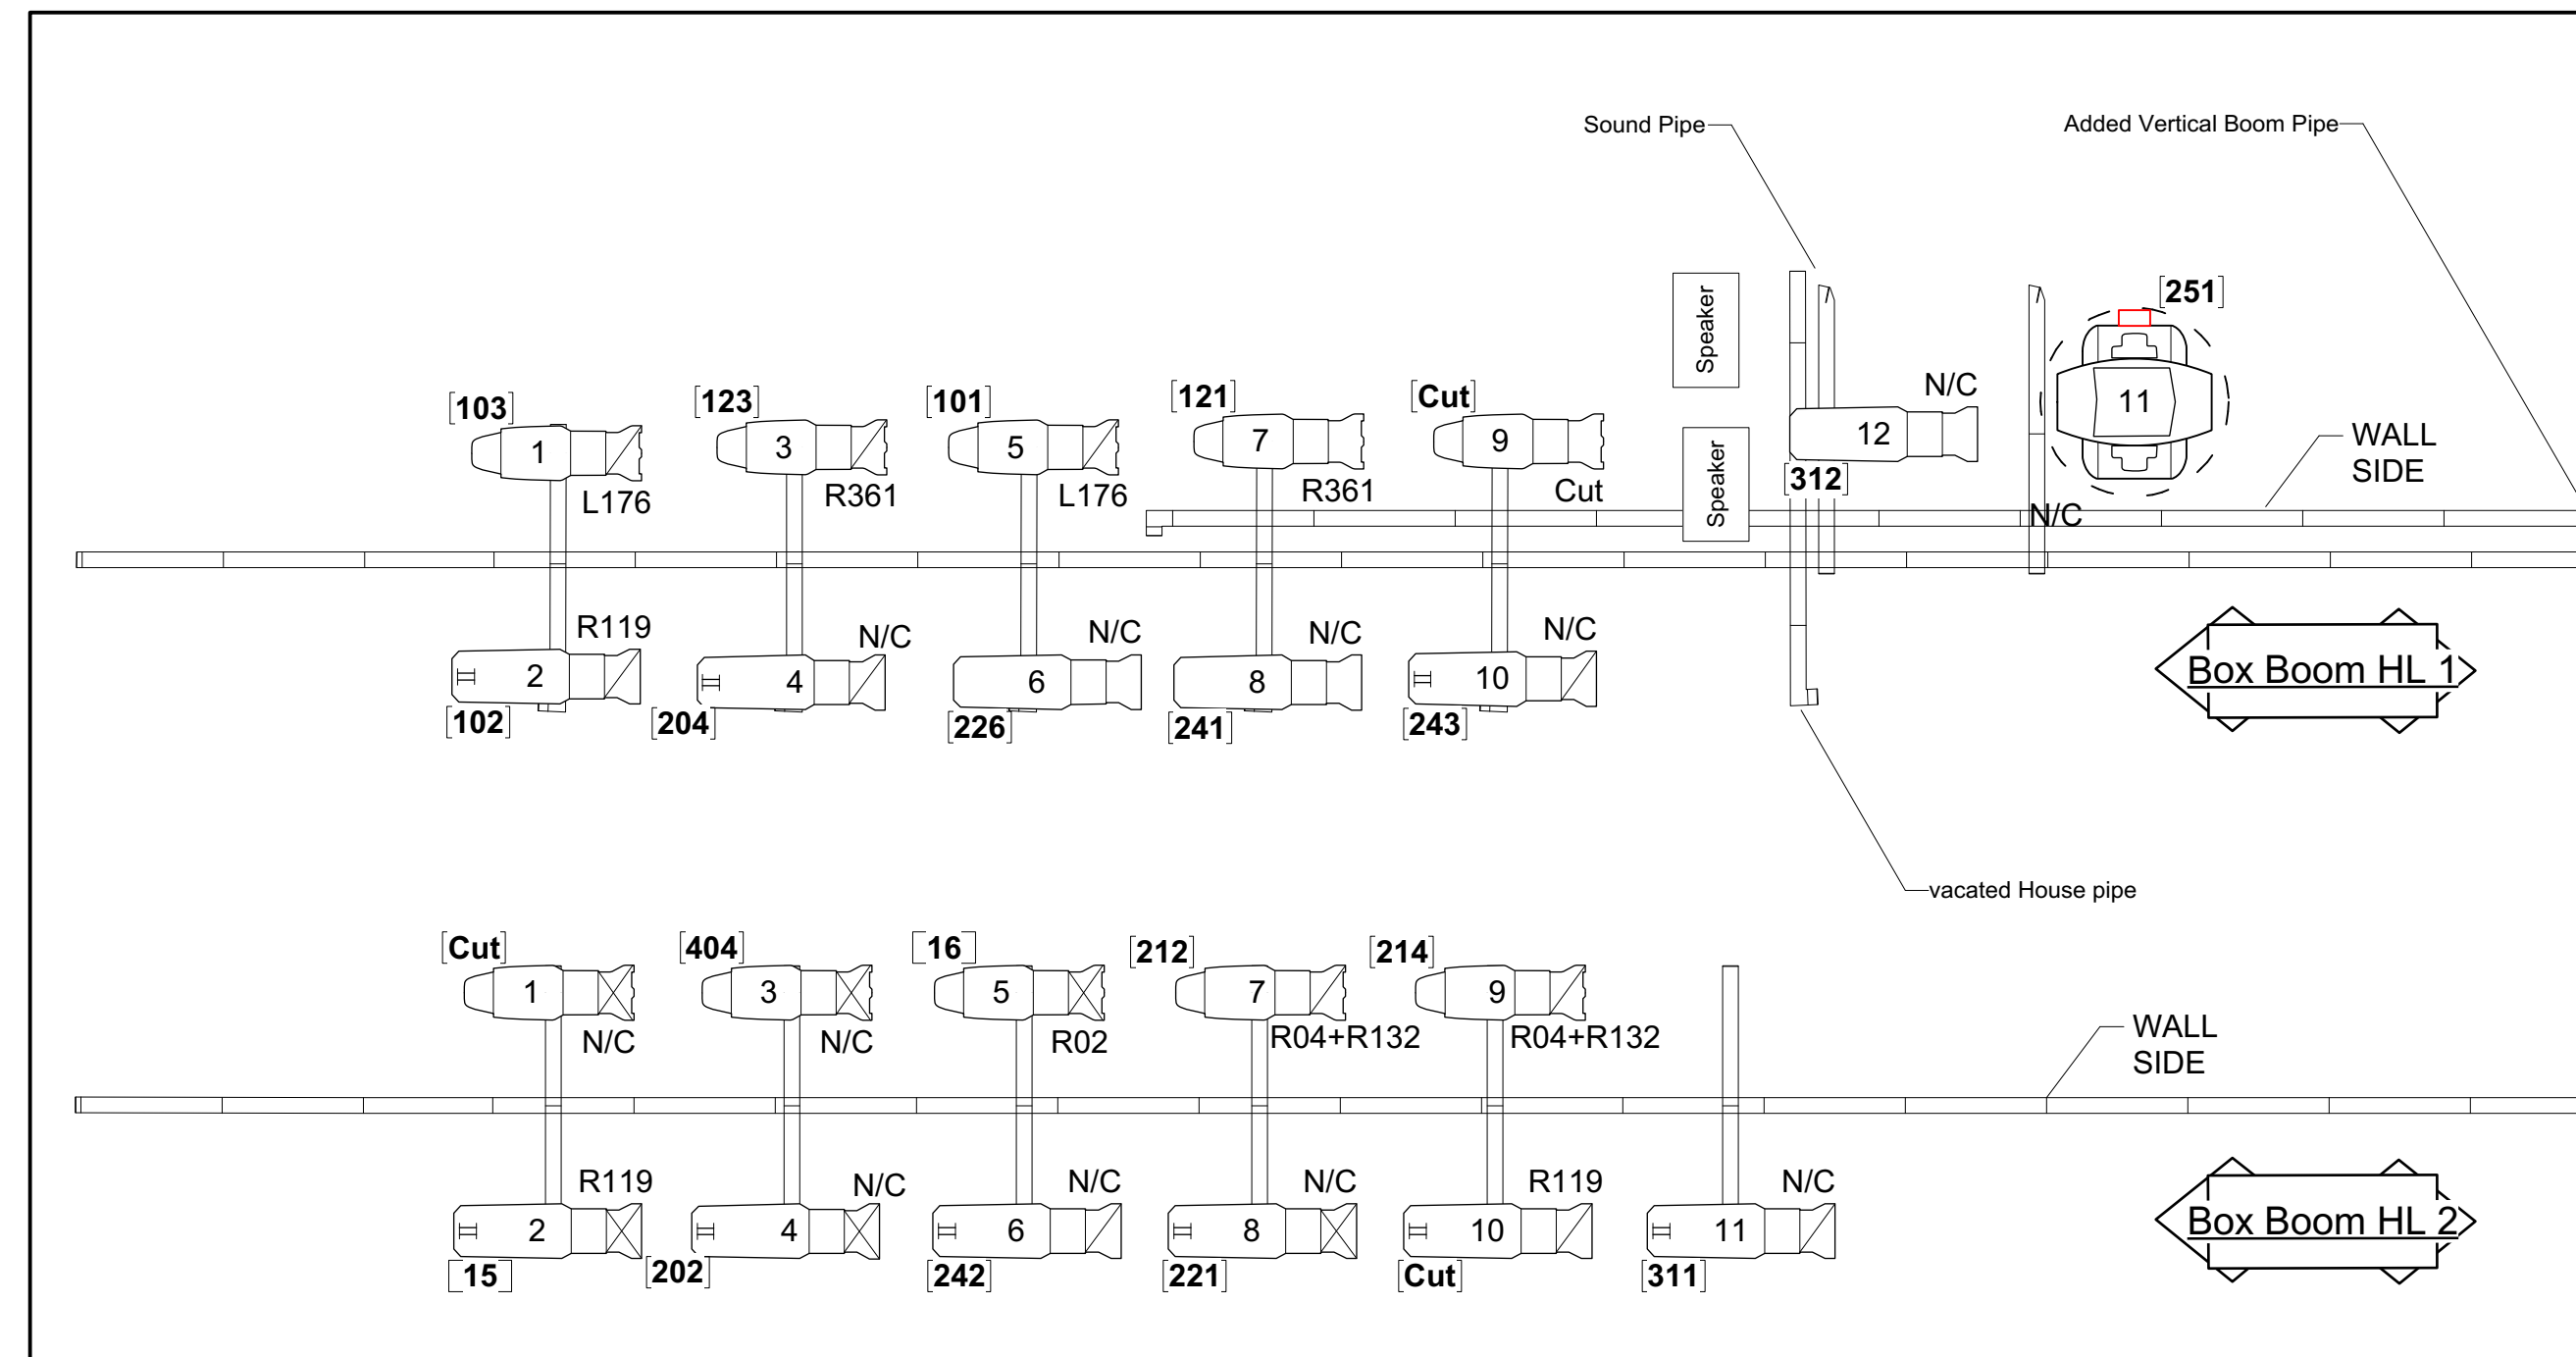 Sound Pipe
Added Vertical Boom Pipe
Speaker
[251]
[103]
[123]
[101]
[121]
[Cut]
N/C
11
1
3
5
7
9
12
Speaker
WALL
SIDE
L176
R361
L176
R361
Cut
[312]
N/C
R119
N/C
N/C
N/C
N/C
2
4
6
8
10
Box Boom HL 1
[102]
[204]
[226]
[241]
[243]
vacated House pipe
[Cut]
[404]
[16]
[212]
[214]
1
3
5
7
9
N/C
N/C
R02
R04+R132
R04+R132
WALL
SIDE
R119
N/C
N/C
N/C
R119
N/C
2
4
6
8
10
11
Box Boom HL 2
[15]
[202]
[242]
[221]
[Cut]
[311]